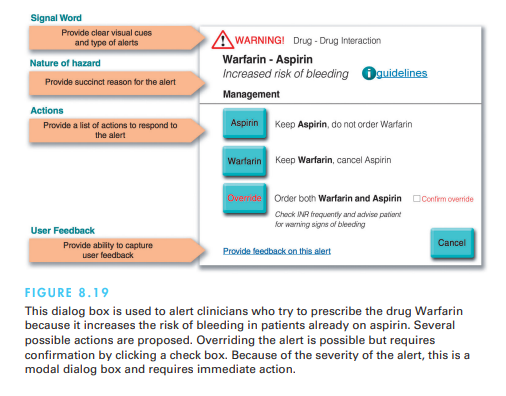 Signal Word
Provide clear visual cues
and type of alerts
WARNING! Drug - Drug Interaction
Warfarin - Aspirin
Increased risk of bleeding
i guidelines
Nature of hazard
Provide succinct reason for the alert
Management
Actions
Provide a list of actions to respond to
the alert
Aspirin
Keep Aspirin, do not order Warfarin
Warfarin
Keep Warfarin, cancel Aspirin
Override
Order both Warfarin and Aspirin
Confirm override
Check INR frequently and advise patient
for warning signs of bleeding
User Feedback
Provide ability to capture
user feedback
Provide feedback on this alert
Cancel
FIGURE 8.19
This dialog box is used to alert clinicians who try to prescribe the drug Warfarin
because it increases the risk of bleeding in patients already on aspirin. Several
possible actions are proposed. Overriding the alert is possible but requires
confirmation by clicking a check box. Because of the severity of the alert, this is a
modal dialog box and requires immediate action.